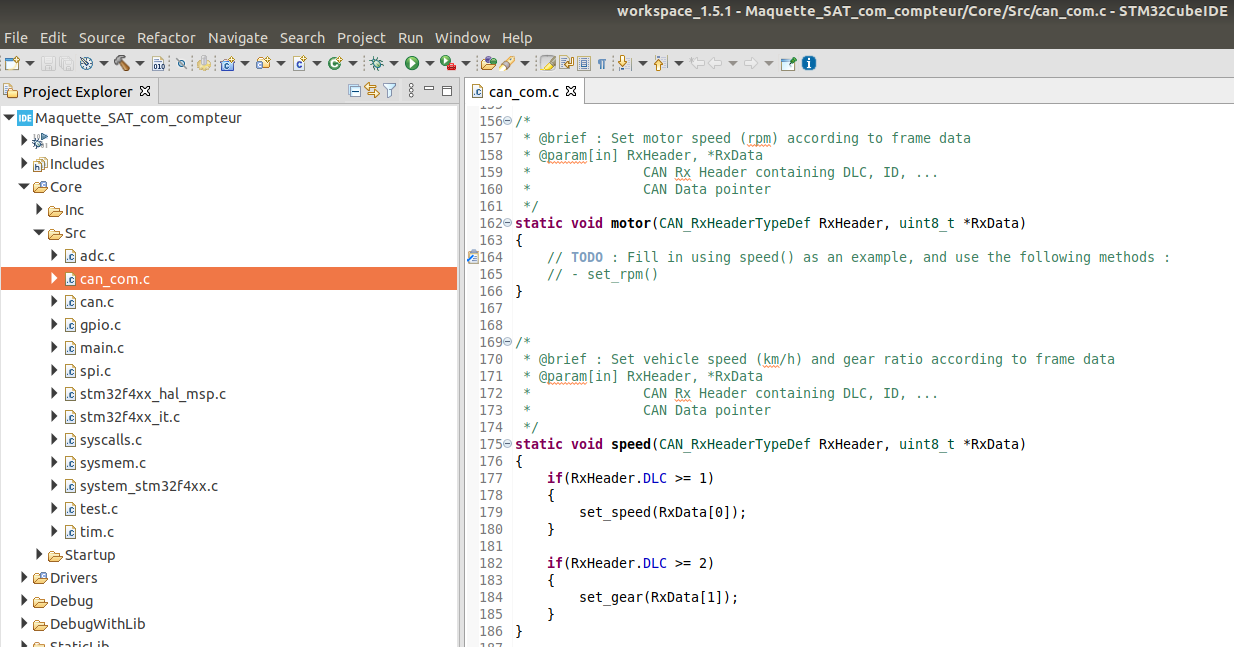 workspace_1.5.1 - Maquette_SAT_com_compteur/Core/Src/can_com.c - STM32CubeIDE
File Edit Source Refactor Navigate Search Project Run Window Help
Project Explorer
Maquette_SAT_com_compteur
Binaries
Includes
Core
Inc
Src
adc.c
can_com.c
can.c
gpio.c
main.c
spi.c
stm32f4xx_hal_msp.c
stm32f4xx_it.c
syscalls.c
sysmem.c
system_stm32f4xx.c
test.c
tim.c
Startup
Drivers
Debug
DebugWithLib
StaticLib
can_com.c
155
156 /*
157 * @brief : Set motor speed (rpm) according to frame data
158 * @param[in] RxHeader, *RxData
159 * CAN Rx Header containing DLC, ID, ...
160 * CAN Data pointer
161 */
162 static void motor(CAN_RxHeaderTypeDef RxHeader, uint8_t *RxData)
163 {
164 // TODO : Fill in using speed() as an example, and use the following methods :
165 // - set_rpm()
166 }
167
168
169 /*
170 * @brief : Set vehicle speed (km/h) and gear ratio according to frame data
171 * @param[in] RxHeader, *RxData
172 * CAN Rx Header containing DLC, ID, ...
173 * CAN Data pointer
174 */
175 static void speed(CAN_RxHeaderTypeDef RxHeader, uint8_t *RxData)
176 {
177 if(RxHeader.DLC >= 1)
178 {
179 set_speed(RxData[0]);
180 }
181
182 if(RxHeader.DLC >= 2)
183 {
184 set_gear(RxData[1]);
185 }
186 }
187